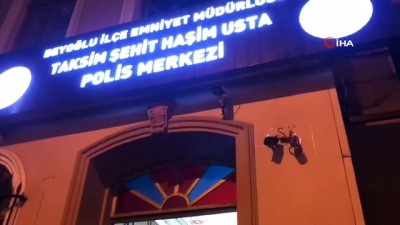 BEYOĞLU İLÇE EMNİYET MÜDÜRLÜĞÜ
TAKSİM ŞEHİT HAŞİM USTA
POLİS MERKEZİ
İHA